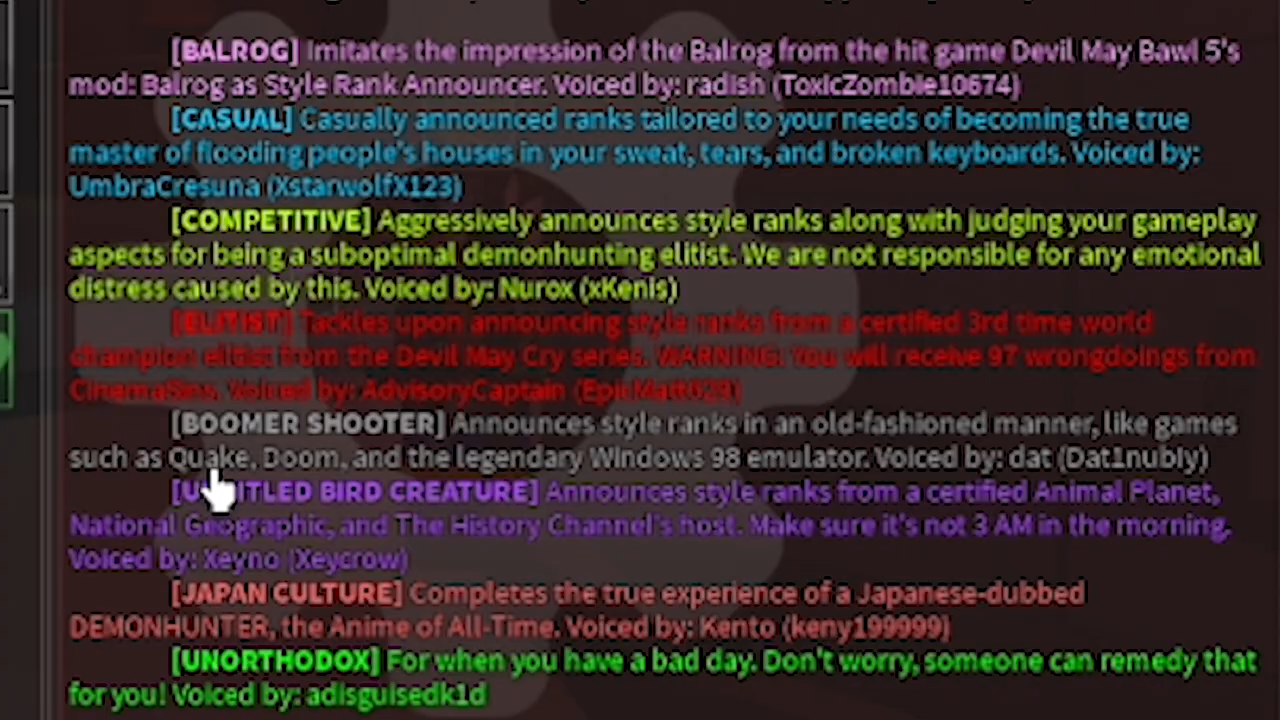 [BALROG] Imitates the impression of the Balrog from the hit game Devil May Bawl 5's
mod: Balrog as Style Rank Announcer. Voiced by: radish (ToxicZombie10674)
[CASUAL] Casually announced ranks tailored to your needs of becoming the true
master of flooding people's houses in your sweat, tears, and broken keyboards. Voiced by:
UmbraCresuna (XstarwolfX123)
[COMPETITIVE] Aggressively announces style ranks along with judging your gameplay
aspects for being a suboptimal demonhunting elitist. We are not responsible for any emotional
distress caused by this. Voiced by: Nurox (xKenis)
[ELITIST] Tackles upon announcing style ranks from a certified 3rd time world
champion elitist from the Devil May Cry series. WARNING: You will receive 97 wrongdoings from
CinemaSins. Voiced by: AdvisoryCaptain
[BOOMER SHOOTER] Announces style ranks in an old-fashioned manner, like games
such as Quake, Doom, and the legendary Windows 98 emulator. Voiced by: dat (Dat1nubly)
BIRD CREATURE] Announces style ranks from a certified Animal Planet,
National Geographic, and The History Channel's host. Make sure it's not 3 AM in the morning.
Voiced by: Xeyno (Xeycrow)
[JAPAN CULTURE] Completes the true experience of a Japanese-dubbed
DEMONHUNTER, the Anime of All-Time. Voiced by: Kento (keny199999)
[UNORTHODOX] For when you have a bad day. Don't worry, someone can remedy that
for you! Voiced by: adisguisedk1d